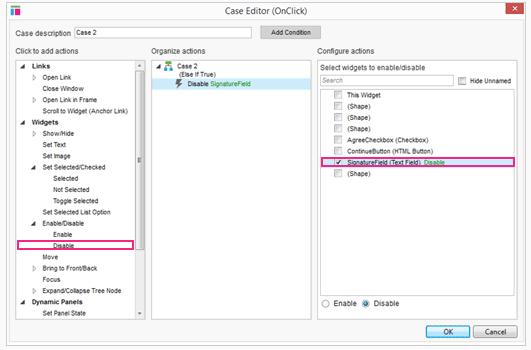 Case Editor (OnClick)
Case description
Case 2
Add Condition
Click to add actions
Links
Open Link
Close Window
Open Link in Frame
Scroll to Widget (Anchor Link)
Widgets
Show/Hide
Set Text
Set Image
Set Selected/Checked
Selected
Not Selected
Toggle Selected
Set Selected List Option
Enable/Disable
Enable
Disable
Move
Bring to Front/Back
Focus
Expand/Collapse Tree Node
Dynamic Panels
Set Panel State
Organize actions
Case 2
(Else If True)
Disable SignatureField
Configure actions
Select widgets to enable/disable
Search
Hide Unnamed
This Widget
(Shape)
(Shape)
(Shape)
AgreeCheckbox (Checkbox)
ContinueButton (HTML Button)
SignatureField (Text Field) Disable
(Shape)
Enable
Disable
OK
Cancel